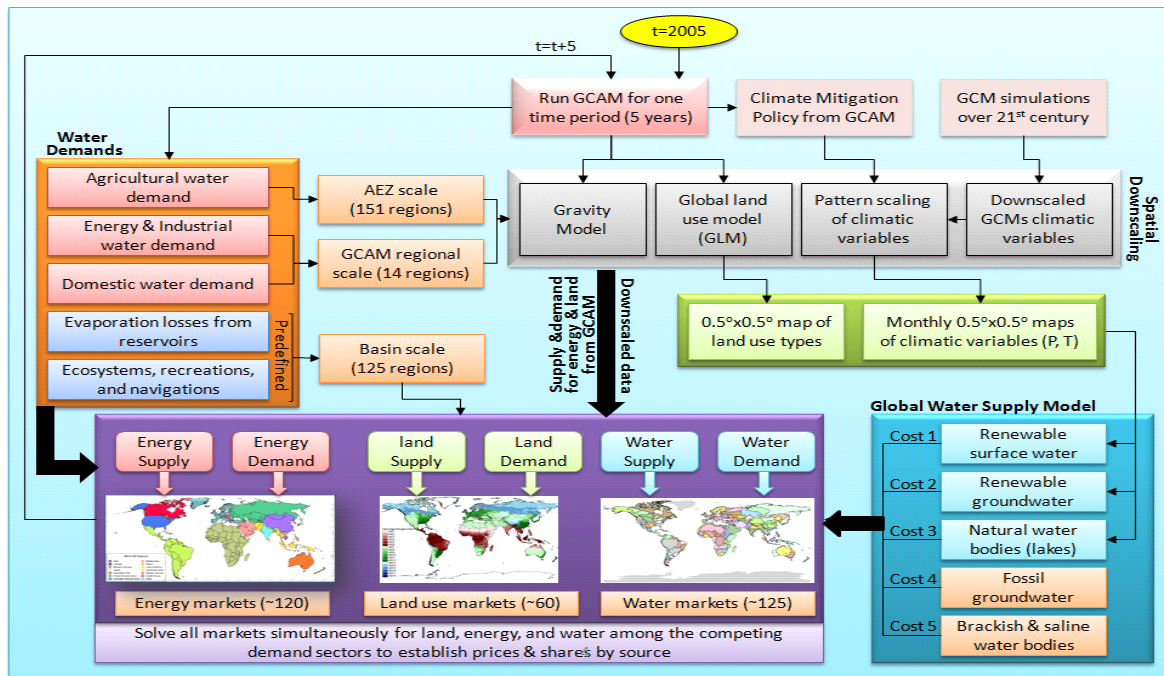 t=2005
t=t+5
Run GCAM for one
time period (5 years)
Climate Mitigation
Policy from GCAM
GCM simulations
over 21st century
Water
Demands
Agricultural water
demand
Energy & Industrial
water demand
Domestic water demand
Evaporation losses from
reservoirs
Ecosystems, recreations,
and navigations
Predefined
AEZ scale
(151 regions)
GCAM regional
scale (14 regions)
Basin scale
(125 regions)
Gravity
Model
Global land
use model
(GLM)
Pattern scaling
of climatic
variables
Downscaled
GCMs climatic
variables
Spatial
Downscaling
Supply &demand
for energy & land
from GCAM
Downscaled data
0.5ox0.5o map of
land use types
Monthly 0.5ox0.5o maps
of climatic variables (P, T)
Global Water Supply Model
Cost 1
Renewable
surface water
Cost 2
Renewable
groundwater
Cost 3
Natural water
bodies (lakes)
Cost 4
Fossil
groundwater
Cost 5
Brackish & saline
water bodies
Energy
Supply
Energy
Demand
land
Supply
Land
Demand
Water
Supply
Water
Demand
Energy markets (~120)
Land use markets (~60)
Water markets (~125)
Solve all markets simultaneously for land, energy, and water among the competing
demand sectors to establish prices & shares by source